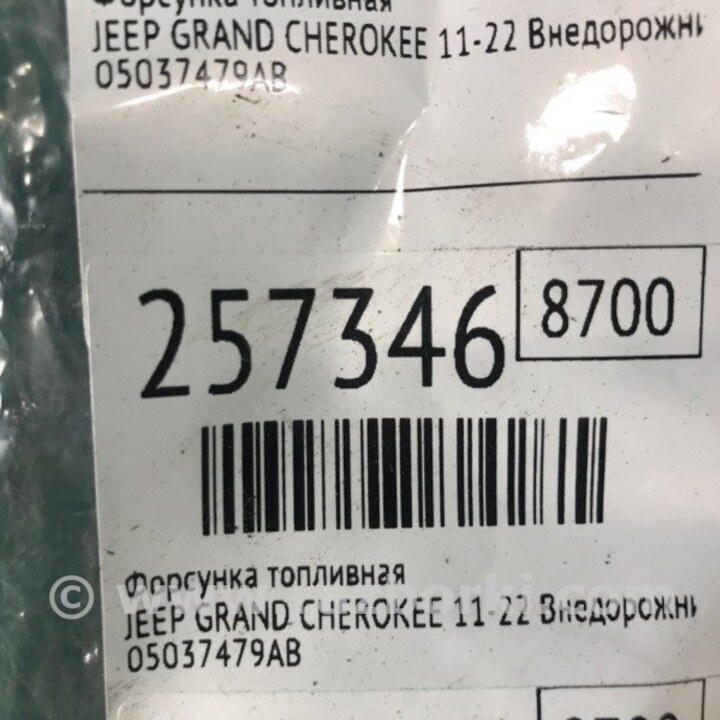 Форсунка топливная
JEEP GRAND CHEROKEE 11-22 Внедорожн
05037479AB
257346
8700
Форсунка топливная
JEEP GRAND CHEROKEE 11-22 Внедорожн
05037479AB